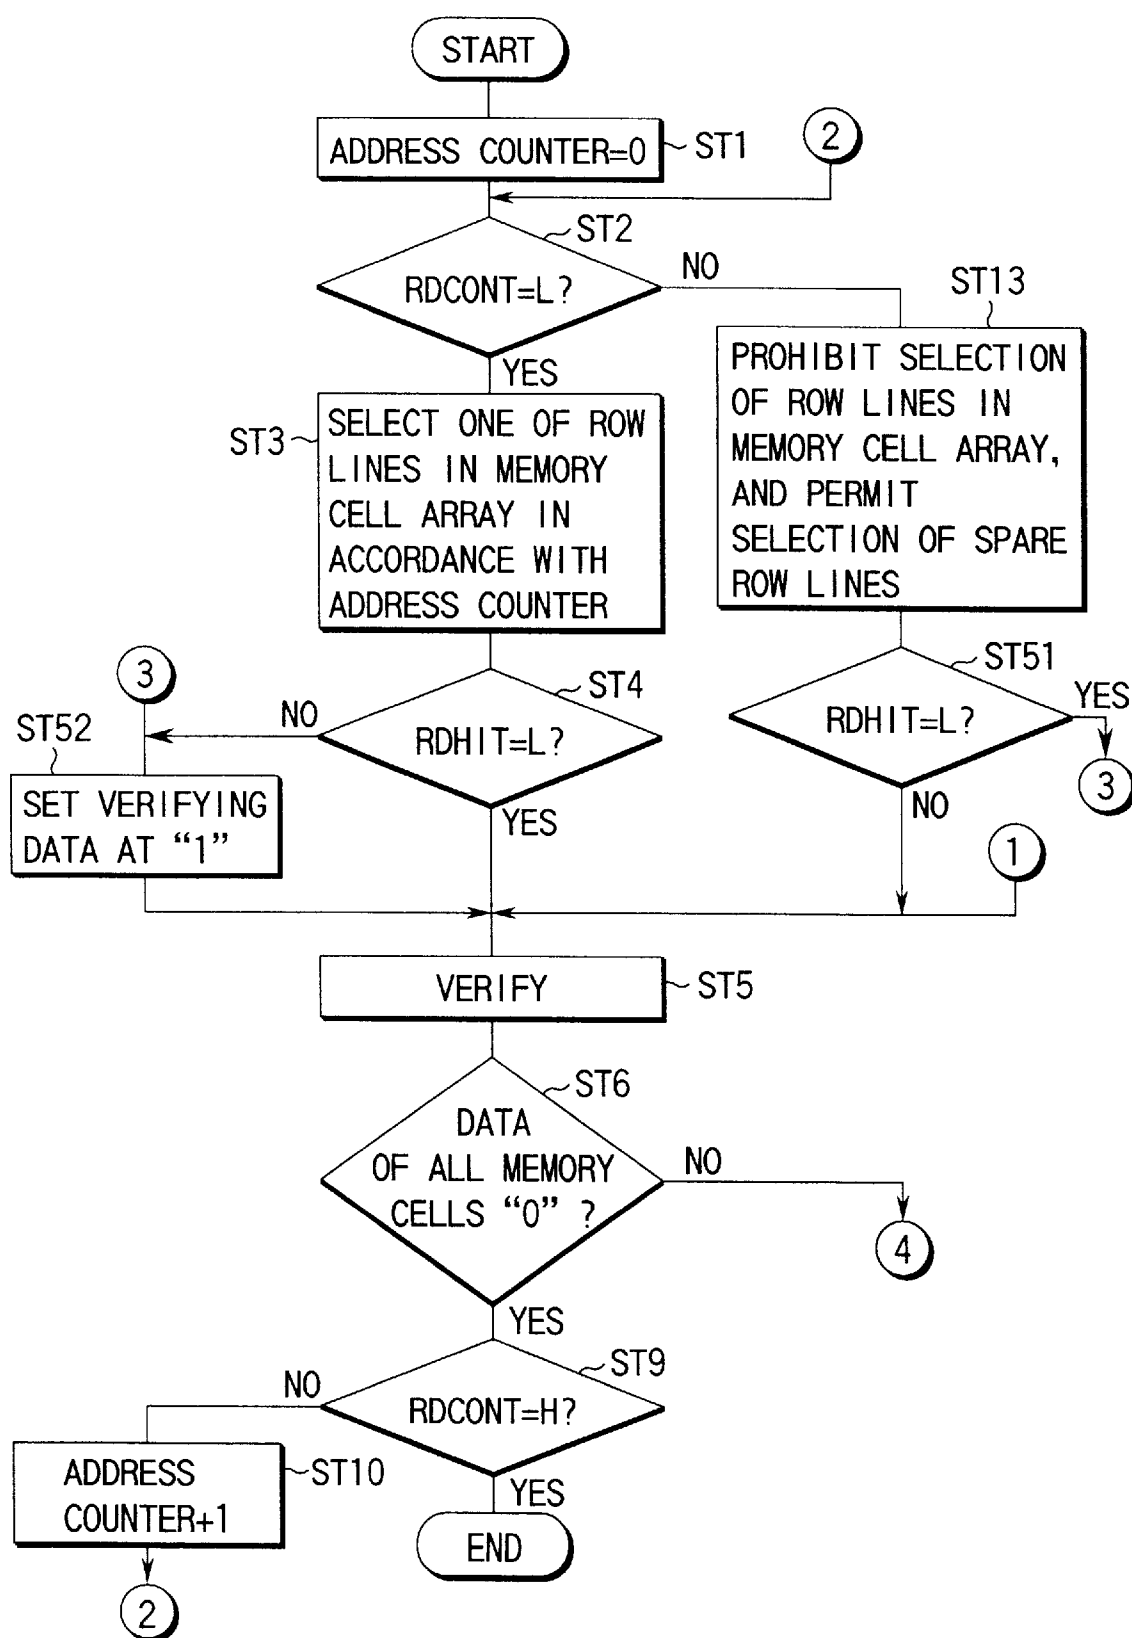 START
ADDRESS COUNTER=0
ST1
2
ST2
RDCONT=L?
NO
YES
ST13
PROHIBIT SELECTION
OF ROW LINES IN
MEMORY CELL ARRAY,
AND PERMIT
SELECTION OF SPARE
ROW LINES
ST3
SELECT ONE OF ROW
LINES IN MEMORY
CELL ARRAY IN
ACCORDANCE WITH
ADDRESS COUNTER
3
ST4
RDHIT=L?
NO
YES
ST51
RDHIT=L?
YES
3
NO
ST52
SET VERIFYING
DATA AT “1”
1
VERIFY
ST5
ST6
DATA
OF ALL MEMORY
CELLS “0” ?
NO
4
YES
ST9
RDCONT=H?
NO
YES
ADDRESS
COUNTER+1
ST10
END
2